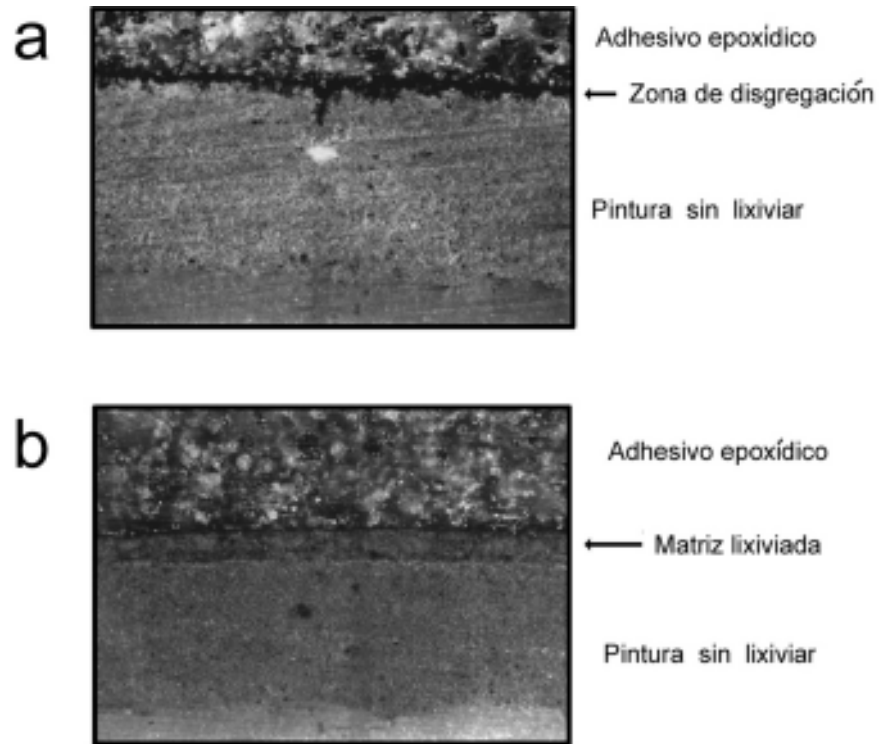 a
Adhesivo epoxídico
Zona de disgregación
Pintura sin lixiviar
b
Adhesivo epoxídico
Matriz lixiviada
Pintura sin lixiviar